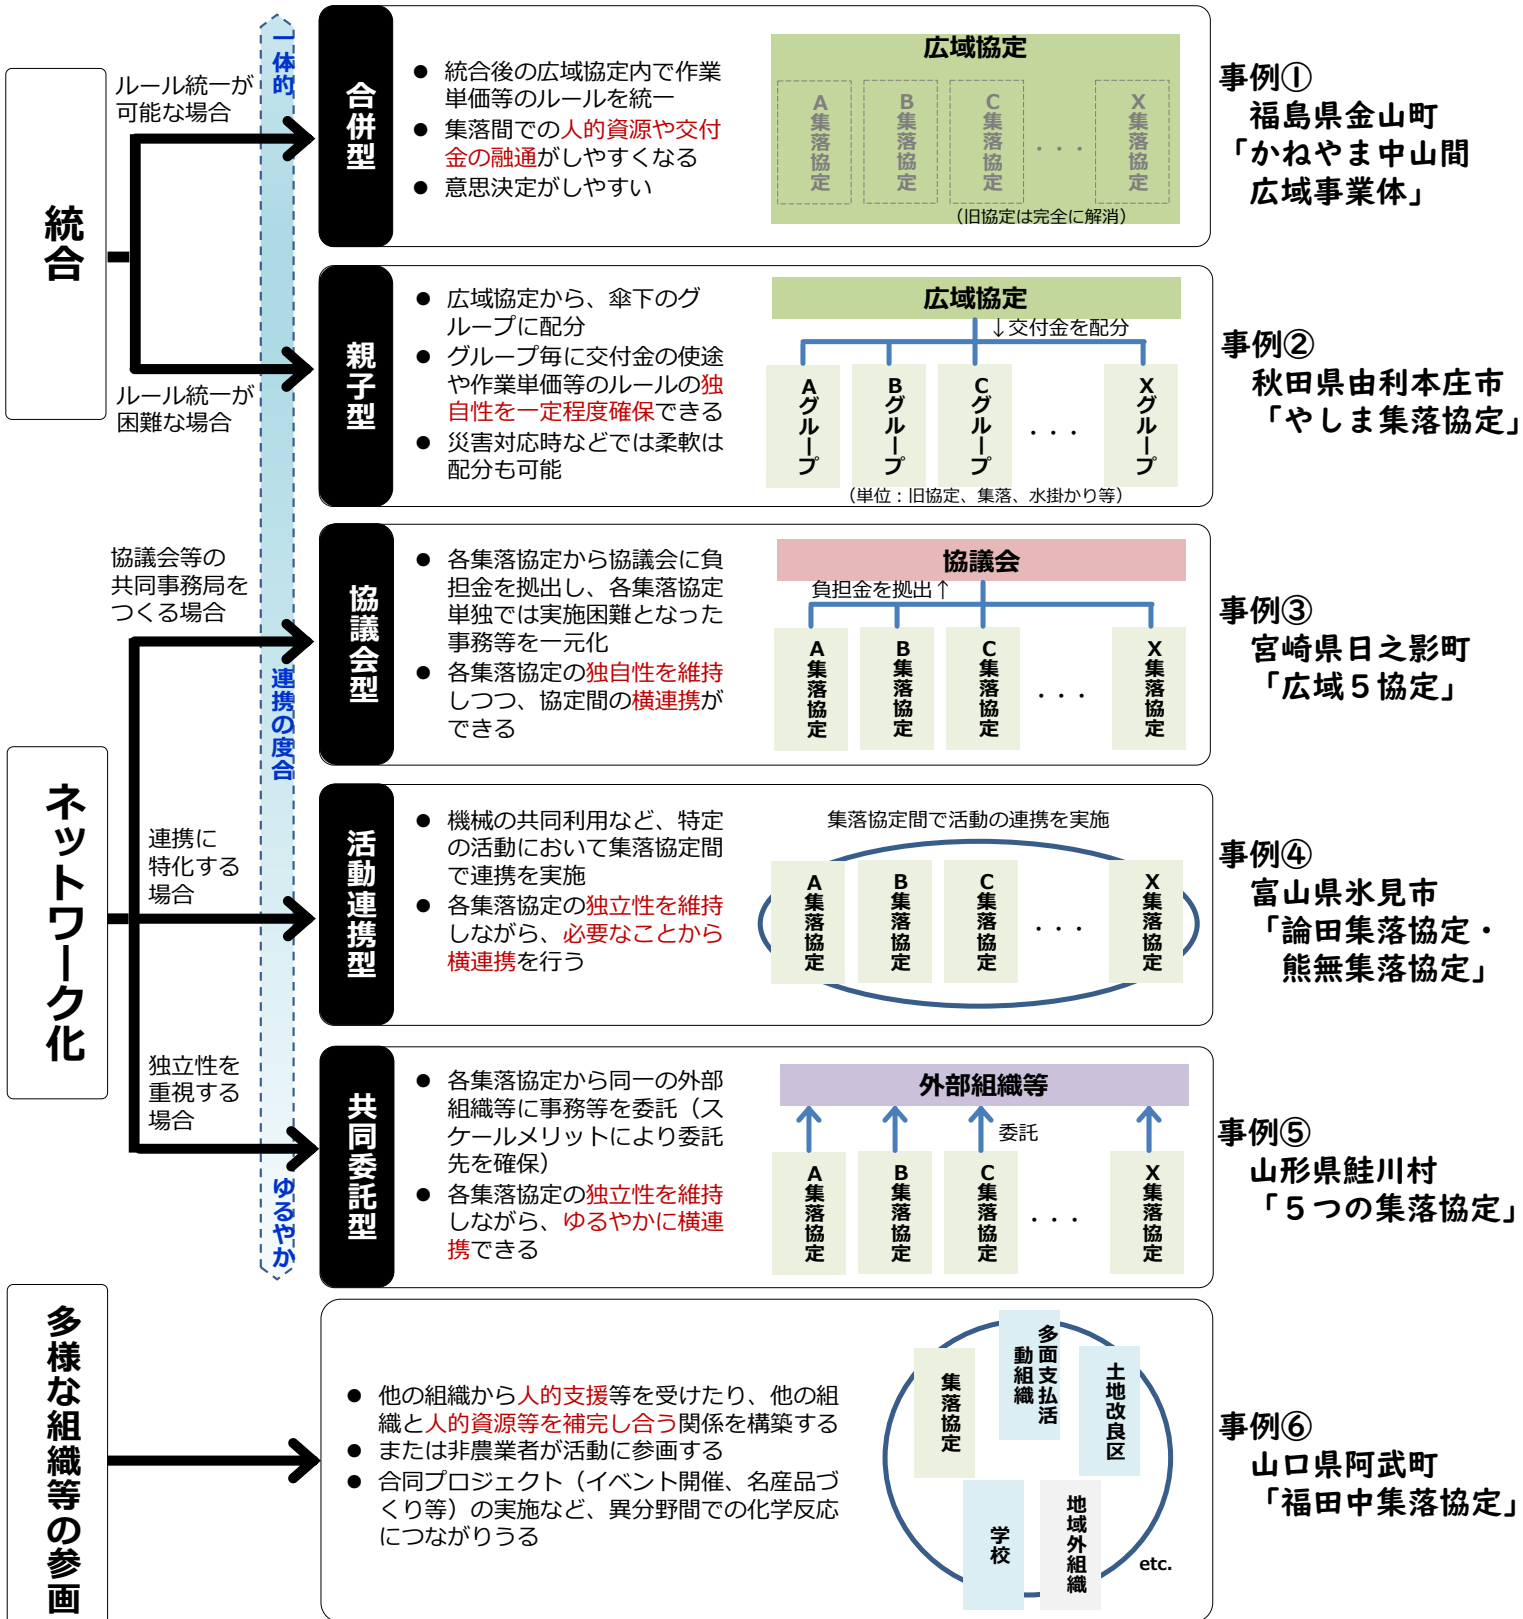 統合
ルール統一が
可能な場合
ルール統一が
困難な場合
一体的
連携の度合
ゆるやか
合併型
● 統合後の広域協定内で作業
単価等のルールを統一
● 集落間での人的資源や交付
金の融通がしやすくなる
● 意思決定がしやすい
広域協定
A集落協定
B集落協定
C集落協定
・・・
X集落協定
（旧協定は完全に解消）
事例①
福島県金山町
「かねやま中山間
広域事業体」
親子型
● 広域協定から、傘下のグ
ループに配分
● グループ毎に交付金の使途
や作業単価等のルールの独
自性を一定程度確保できる
● 災害対応時などでは柔軟は
配分も可能
広域協定
↓交付金を配分
Aグループ
Bグループ
Cグループ
・・・
Xグループ
（単位：旧協定、集落、水掛かり等）
事例②
秋田県由利本庄市
「やしま集落協定」
ネットワーク化
協議会等の
共同事務局を
つくる場合
連携に
特化する
場合
独立性を
重視する
場合
協議会型
● 各集落協定から協議会に負
担金を拠出し、各集落協定
単独では実施困難となった
事務等を一元化
● 各集落協定の独自性を維持
しつつ、協定間の横連携が
できる
協議会
負担金を拠出↑
A集落協定
B集落協定
C集落協定
・・・
X集落協定
事例③
宮崎県日之影町
「広域５協定」
活動連携型
● 機械の共同利用など、特定
の活動において集落協定間
で連携を実施
● 各集落協定の独立性を維持
しながら、必要なことから
横連携を行う
集落協定間で活動の連携を実施
A集落協定
B集落協定
C集落協定
・・・
X集落協定
事例④
富山県氷見市
「論田集落協定・
熊無集落協定」
共同委託型
● 各集落協定から同一の外部
組織等に事務等を委託（ス
ケールメリットにより委託
先を確保）
● 各集落協定の独立性を維持
しながら、ゆるやかに横連
携できる
外部組織等
委託
A集落協定
B集落協定
C集落協定
・・・
X集落協定
事例⑤
山形県鮭川村
「５つの集落協定」
多様な組織等の参画
● 他の組織から人的支援等を受けたり、他の組
織と人的資源等を補完し合う関係を構築する
● または非農業者が活動に参画する
● 合同プロジェクト（イベント開催、名産品づ
くり等）の実施など、異分野間での化学反応
につながりうる
集落協定
多面支払活
動組織
土地改良区
学校
地域外組織
etc.
事例⑥
山口県阿武町
「福田中集落協定」